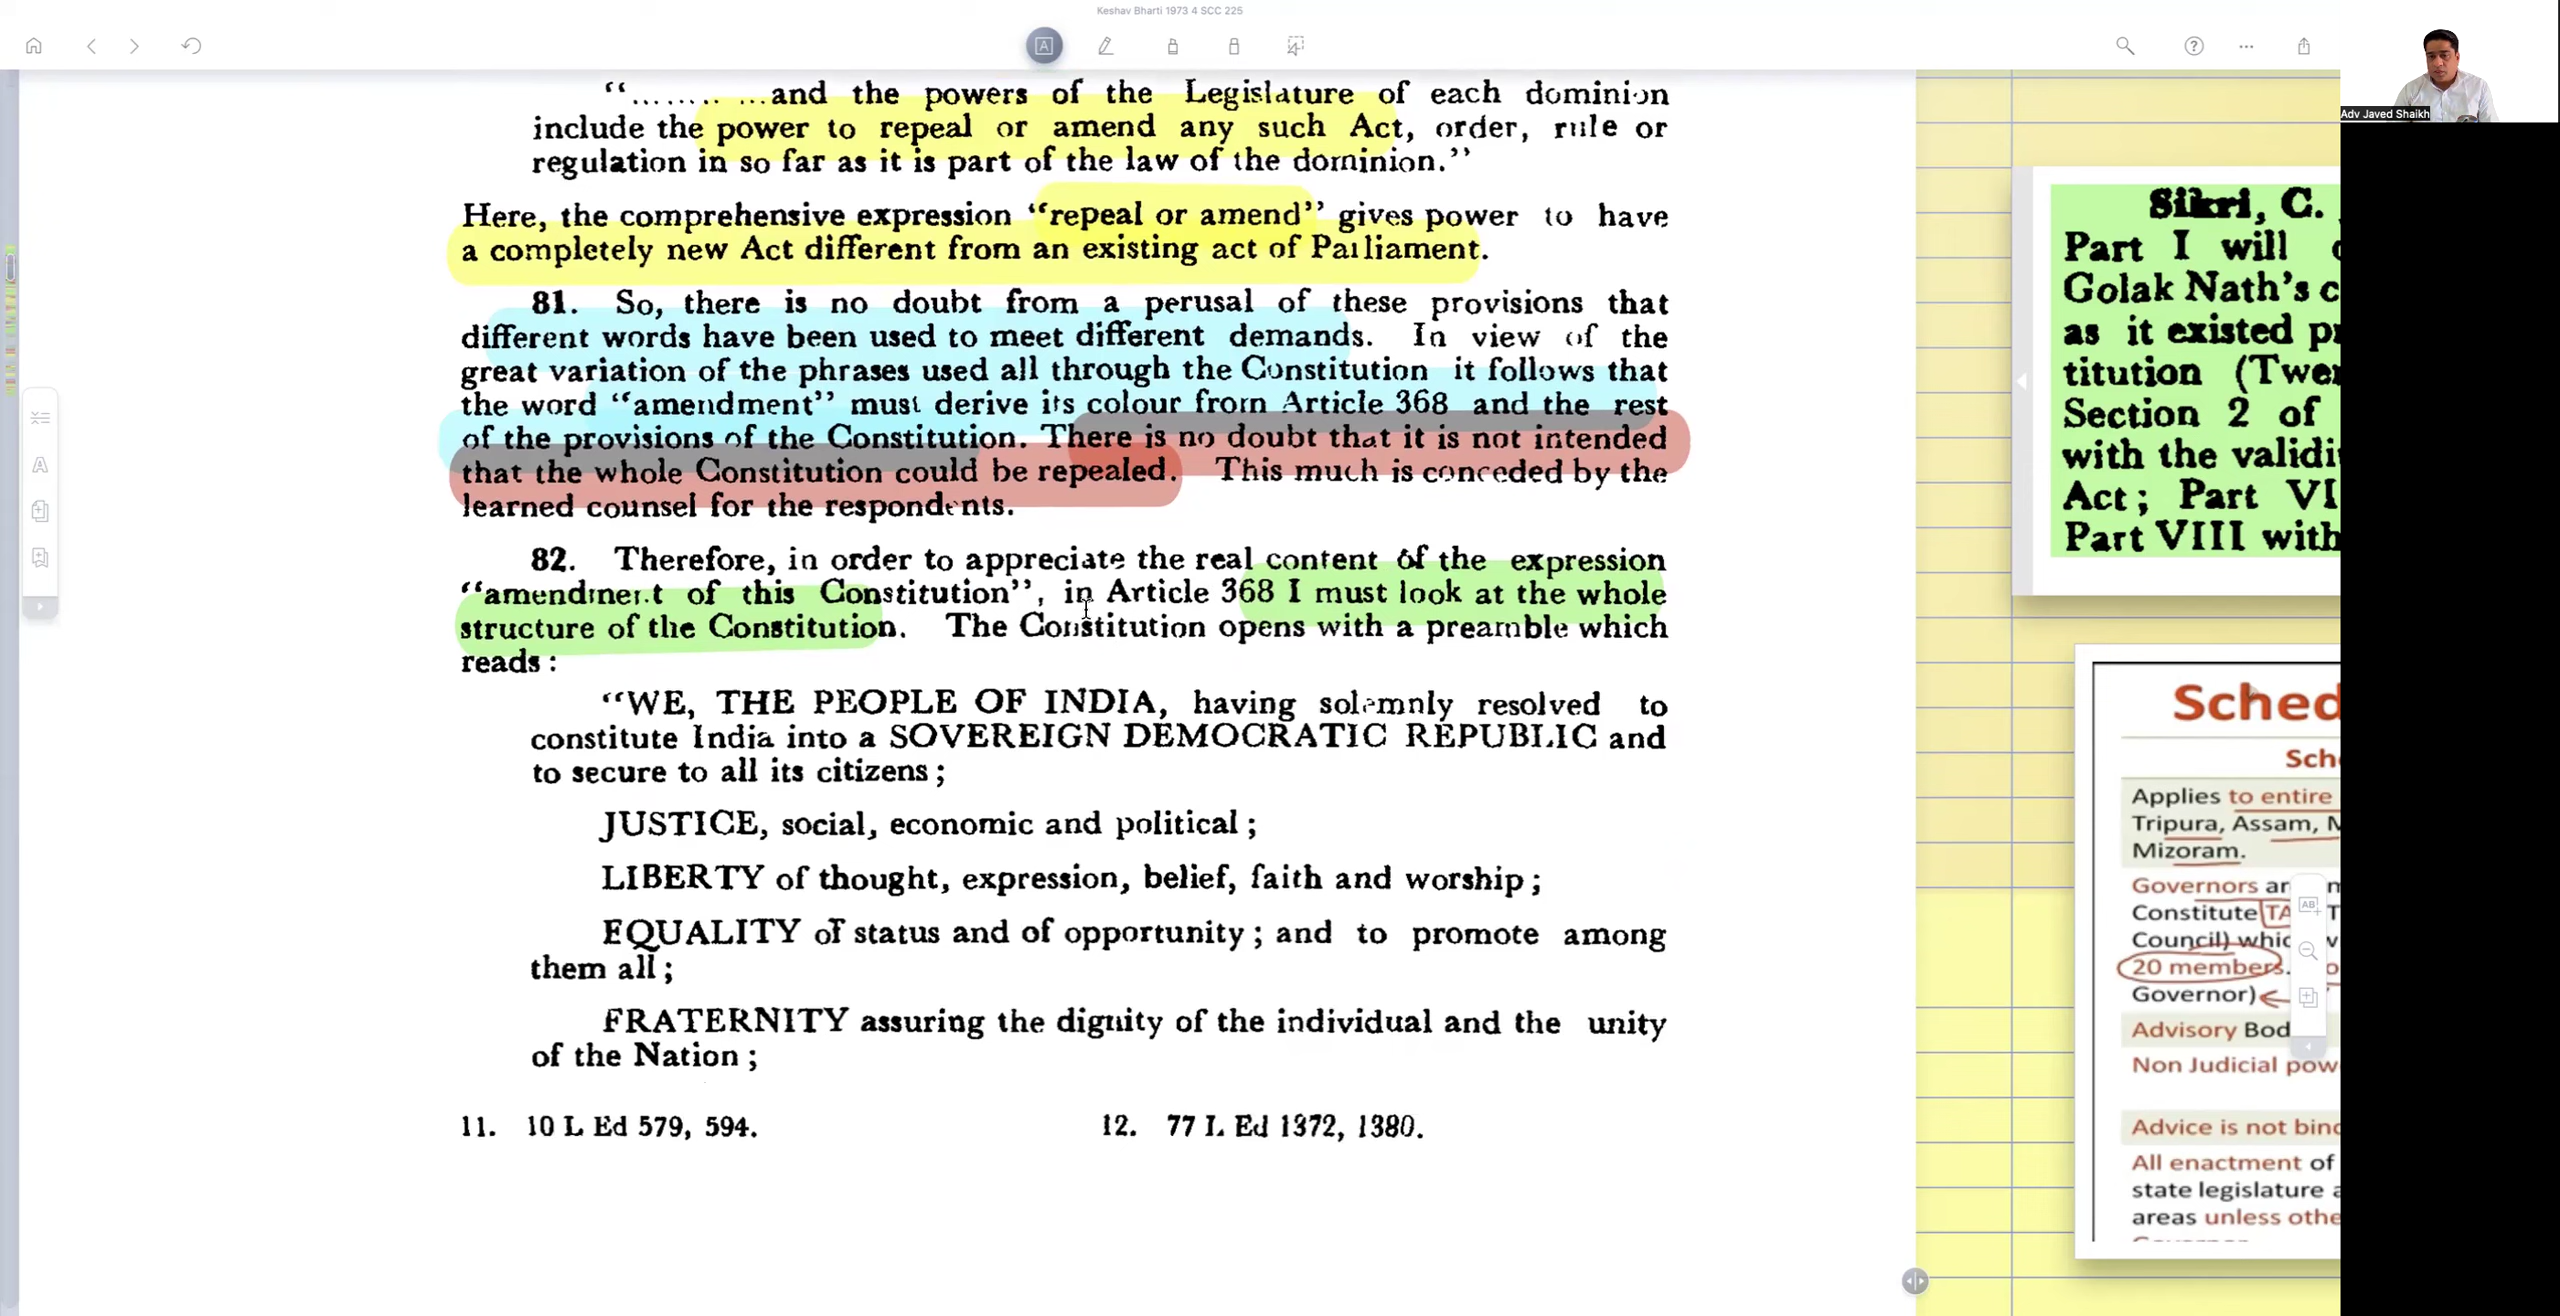 Keshav Bharti 1973 4 SCC 225
"........ ...and the powers of the Legislature of each dominion
include the power to repeal or amend any such Act, order, rule or
regulation in so far as it is part of the law of the dominion."
Here, the comprehensive expression "repeal or amend" gives power to have
a completely new Act different from an existing act of Parliament.
81. So, there is no doubt from a perusal of these provisions that
different words have been used to meet different demands. In view of the
great variation of the phrases used all through the Constitution it follows that
the word "amendment" must derive its colour from Article 368 and the rest
of the provisions of the Constitution. There is no doubt that it is not intended
that the whole Constitution could be repealed. This much is conceded by the
learned counsel for the respondents.
82. Therefore, in order to appreciate the real content of the expression
"amendment of this Constitution", in Article 368 I must look at the whole
structure of the Constitution. The Constitution opens with a preamble which
reads :
"WE, THE PEOPLE OF INDIA, having solemnly resolved to
constitute India into a SOVEREIGN DEMOCRATIC REPUBLIC and
to secure to all its citizens ;
JUSTICE, social, economic and political ;
LIBERTY of thought, expression, belief, faith and worship ;
EQUALITY of status and of opportunity ; and to promote among
them all ;
FRATERNITY assuring the dignity of the individual and the unity
of the Nation ;
11. 10 L Ed 579, 594. 12. 77 L Ed 1372, 1380.
Adv Javed Shaikh
Sikri, C.
Part I will
Golak Nath's c
as it existed p
titution (Twe
Section 2 of
with the validi
Act ; Part VI
Part VIII with
Sched
Sch
Applies to entire
Tripura, Assam, M
Mizoram.
Governors ar
Constitute TA
Council) whic
20 members.
Governor)
Advisory Bod
Non Judicial pow
Advice is not bind
All enactment of
state legislature a
areas unless othe